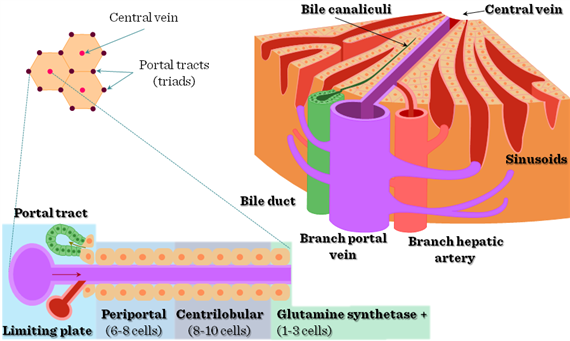 Central vein
Portal tracts
(triads)
Bile canaliculi
Central vein
Sinusoids
Bile duct
Branch portal
vein
Branch hepatic
artery
Portal tract
Limiting plate
Periportal
(6-8 cells)
Centrilobular
(8-10 cells)
Glutamine synthetase +
(1-3 cells)